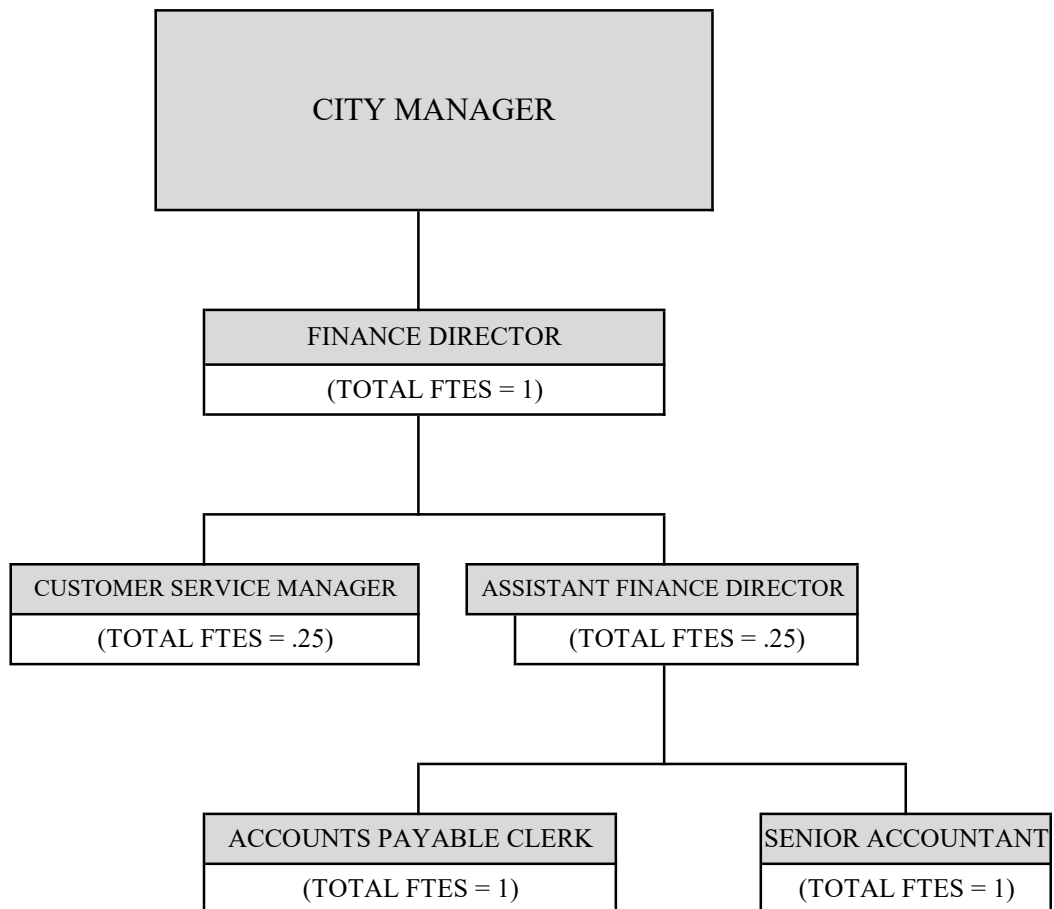 CITY MANAGER
FINANCE DIRECTOR
(TOTAL FTES = 1)
CUSTOMER SERVICE MANAGER
(TOTAL FTES = .25)
ASSISTANT FINANCE DIRECTOR
(TOTAL FTES = .25)
ACCOUNTS PAYABLE CLERK
(TOTAL FTES = 1)
SENIOR ACCOUNTANT
(TOTAL FTES = 1)